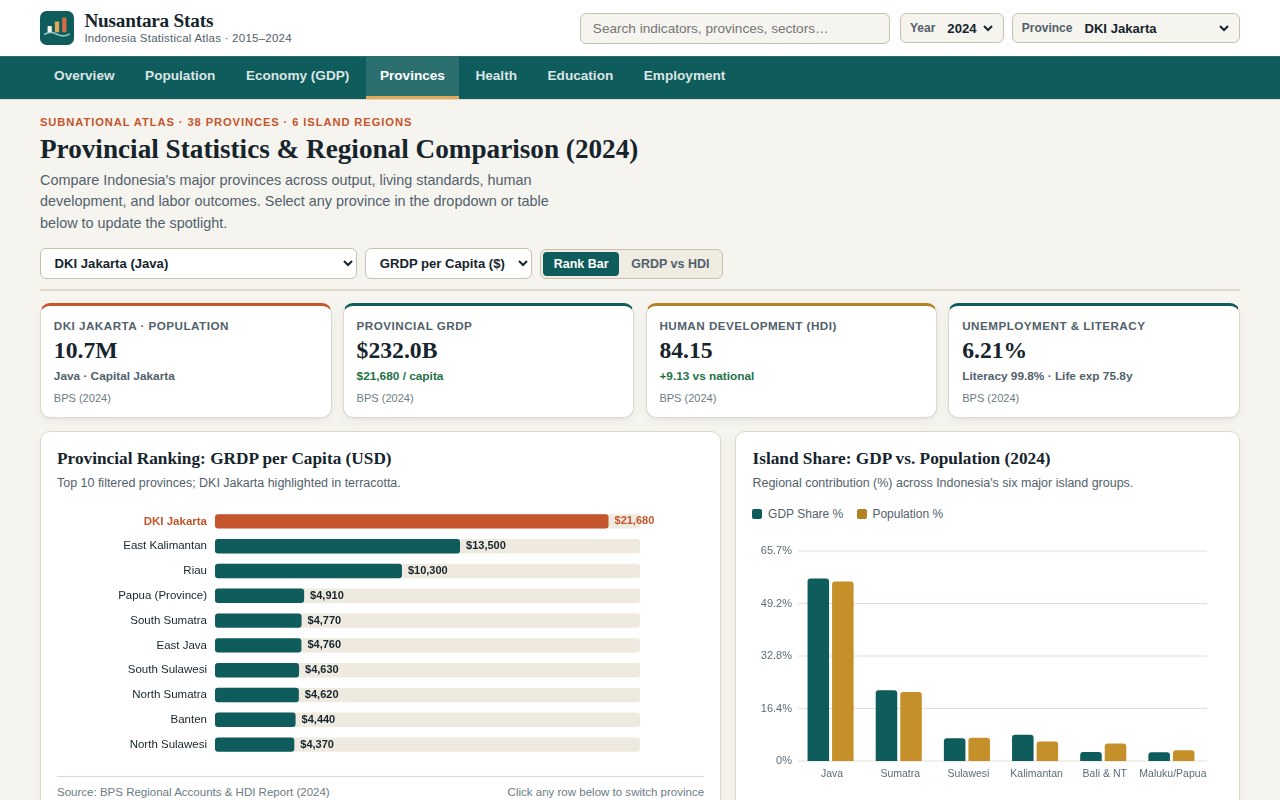 Nusantara Stats
Indonesia Statistical Atlas · 2015–2024
Search indicators, provinces, sectors…
Year 2024
Province DKI Jakarta
Overview Population Economy (GDP) Provinces Health Education Employment
SUBNATIONAL ATLAS · 38 PROVINCES · 6 ISLAND REGIONS
Provincial Statistics & Regional Comparison (2024)
Compare Indonesia's major provinces across output, living standards, human
development, and labor outcomes. Select any province in the dropdown or table
below to update the spotlight.
DKI Jakarta (Java) GRDP per Capita ($) Rank Bar GRDP vs HDI
DKI JAKARTA · POPULATION
10.7M
Java · Capital Jakarta
BPS (2024)
PROVINCIAL GRDP
$232.0B
$21,680 / capita
BPS (2024)
HUMAN DEVELOPMENT (HDI)
84.15
+9.13 vs national
BPS (2024)
UNEMPLOYMENT & LITERACY
6.21%
Literacy 99.8% · Life exp 75.8y
BPS (2024)
Provincial Ranking: GRDP per Capita (USD)
Top 10 filtered provinces; DKI Jakarta highlighted in terracotta.
DKI Jakarta $21,680
East Kalimantan $13,500
Riau $10,300
Papua (Province) $4,910
South Sumatra $4,770
East Java $4,760
South Sulawesi $4,630
North Sumatra $4,620
Banten $4,440
North Sulawesi $4,370
Source: BPS Regional Accounts & HDI Report (2024) Click any row below to switch province
Island Share: GDP vs. Population (2024)
Regional contribution (%) across Indonesia's six major island groups.
GDP Share % Population %
65.7%
49.2%
32.8%
16.4%
0%
Java Sumatra Sulawesi Kalimantan Bali & NT Maluku/Papua